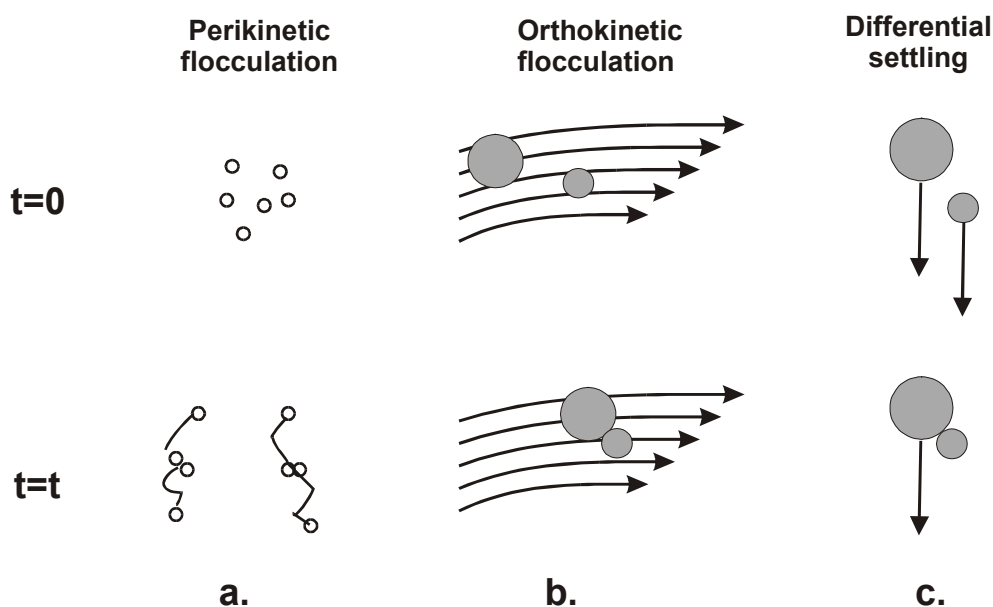 Perikinetic
flocculation
Orthokinetic
flocculation
Differential
settling
t=0
t=t
a.
b.
c.